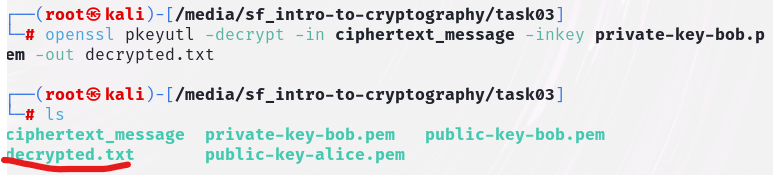 ┌──(root㉿kali)-[/media/sf_intro-to-cryptography/task03]
└─# openssl pkeyutl -decrypt -in ciphertext_message -inkey private-key-bob.p
em -out decrypted.txt
┌──(root㉿kali)-[/media/sf_intro-to-cryptography/task03]
└─# ls
ciphertext_message  private-key-bob.pem   public-key-bob.pem
decrypted.txt       public-key-alice.pem